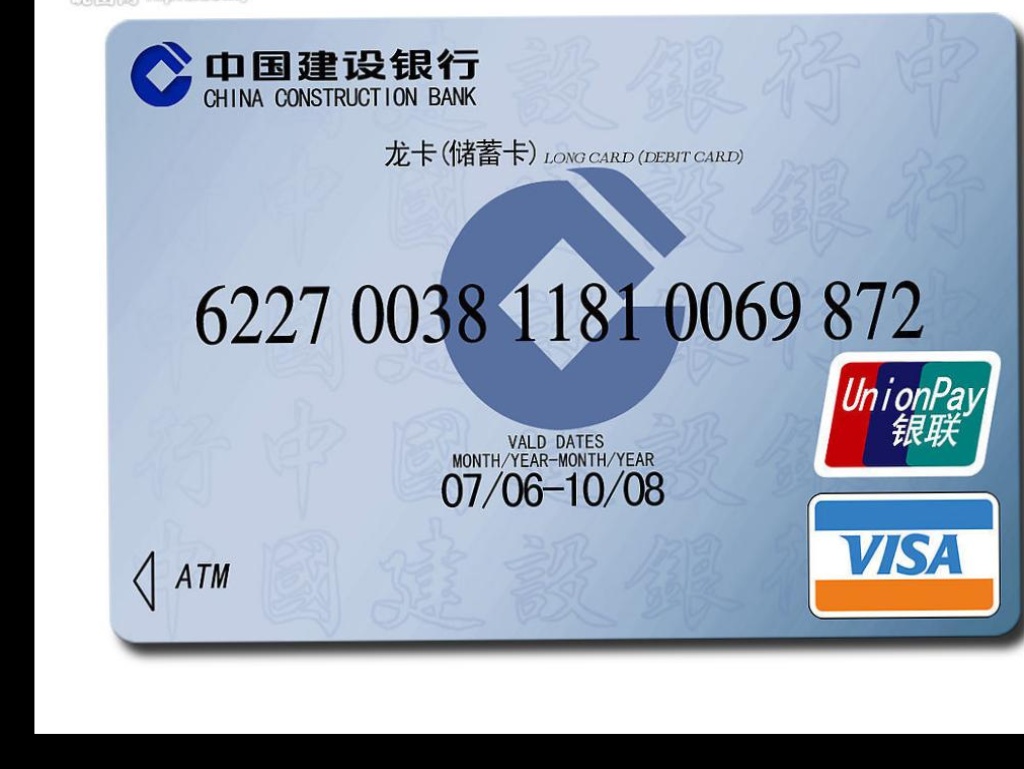 中国建设银行
CHINA CONSTRUCTION BANK
龙卡(储蓄卡) LONG CARD (DEBIT CARD)
6227 0038 1181 0069 872
UnionPay
银联
VALD DATES
MONTH/YEAR-MONTH/YEAR
07/06-10/08
VISA
ATM